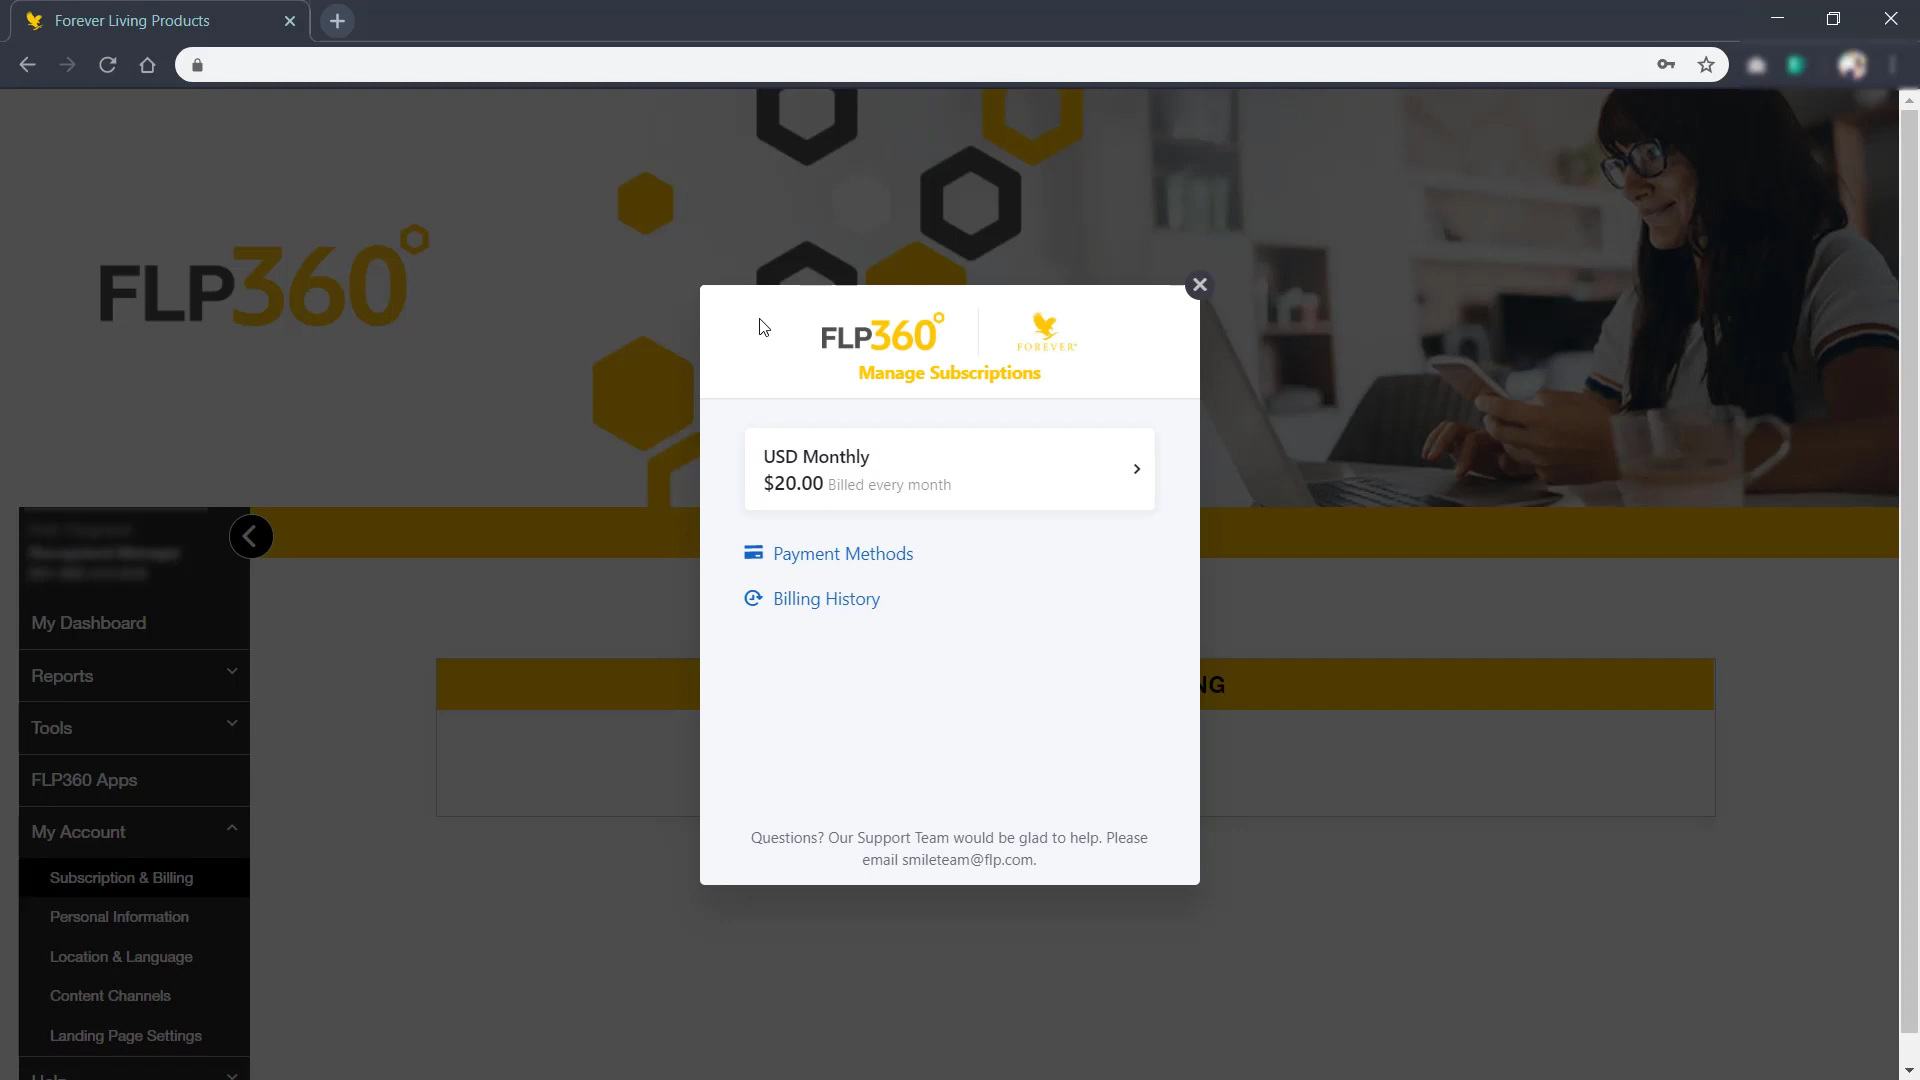 Forever Living Products
FLP360
FLP360
FOREVER
Manage Subscriptions
USD Monthly
$20.00 Billed every month
Payment Methods
Billing History
Questions? Our Support Team would be glad to help. Please
email smileteam@flp.com.
NG
My Dashboard
Reports
Tools
FLP360 Apps
My Account
Subscription & Billing
Personal Information
Location & Language
Content Channels
Landing Page Settings
Help